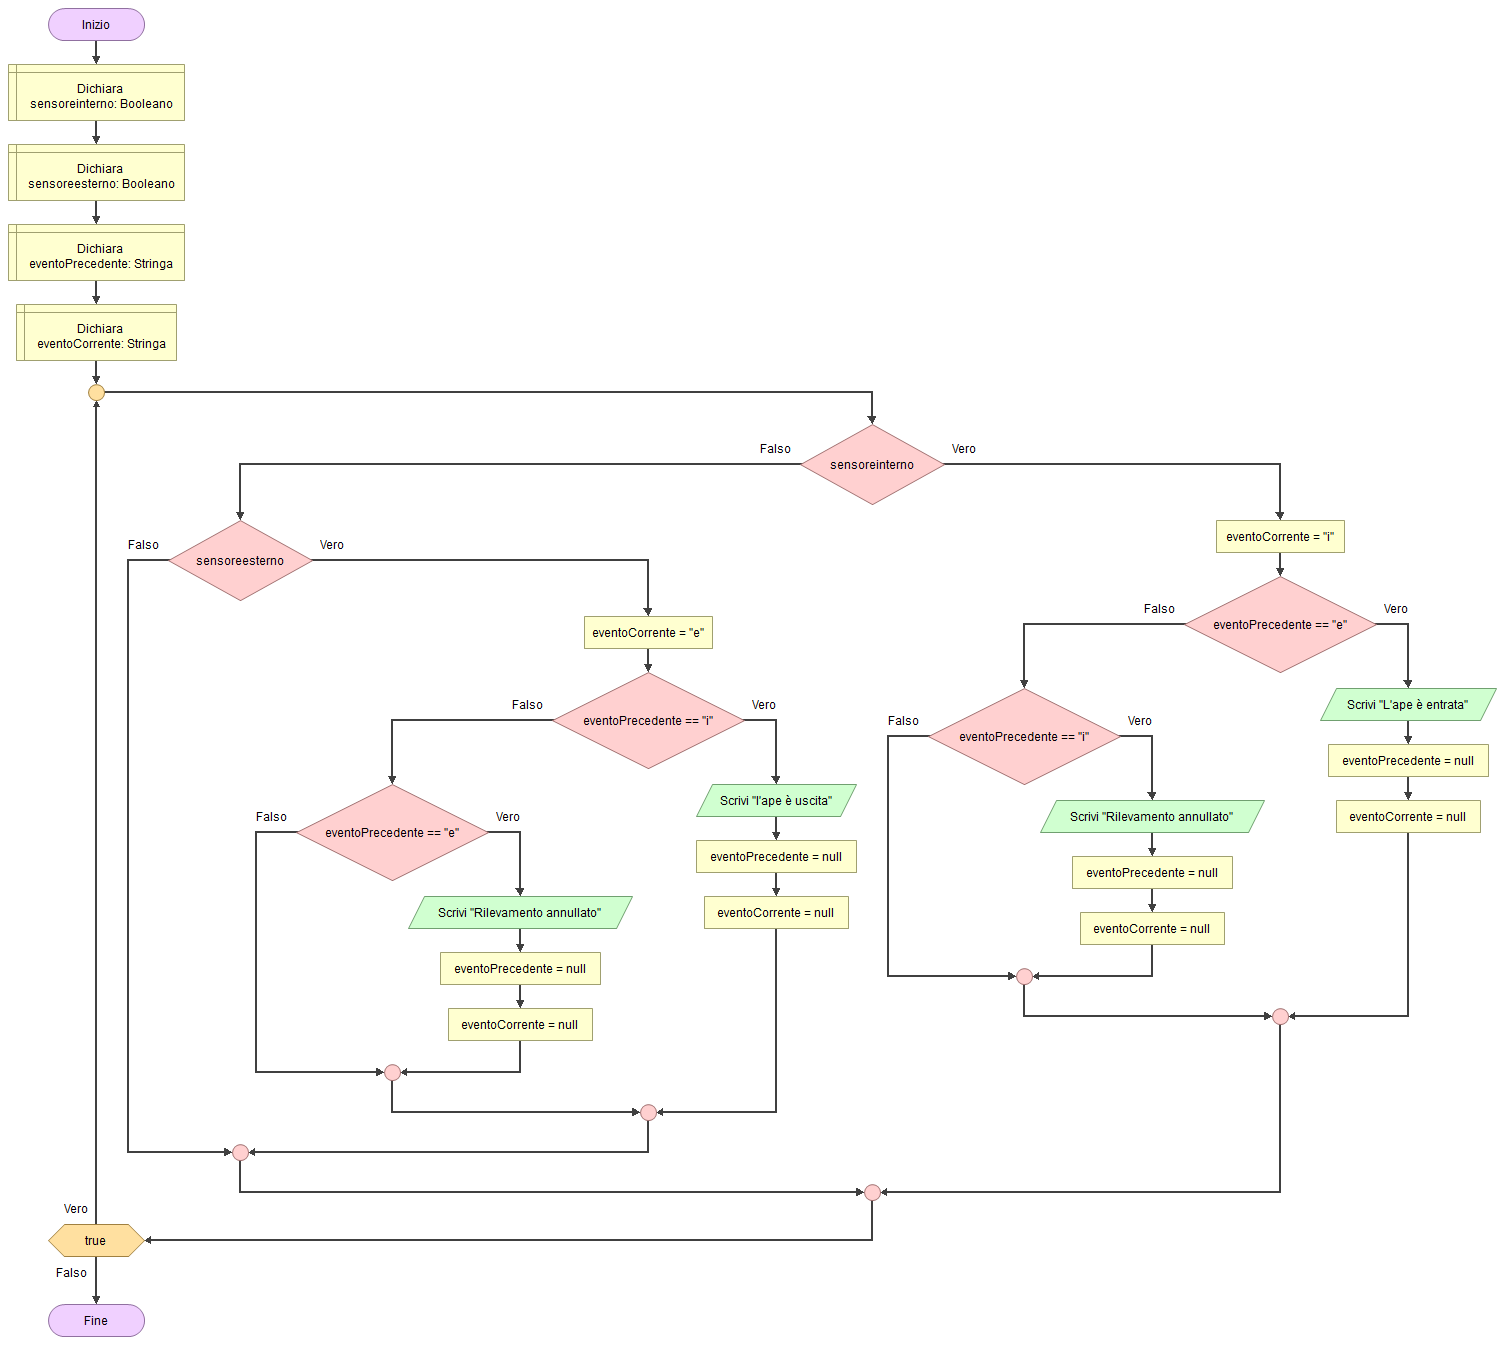 Inizio
Dichiara
sensoreinterno: Booleano
Dichiara
sensoreesterno: Booleano
Dichiara
eventoPrecedente: Stringa
Dichiara
eventoCorrente: Stringa
Falso
Vero
sensoreinterno
Falso
Vero
sensoreesterno
eventoCorrente = "i"
Falso
Vero
eventoPrecedente == "e"
eventoCorrente = "e"
Falso
Vero
eventoPrecedente == "i"
Scrivi "L'ape è entrata"
eventoPrecedente = null
eventoCorrente = null
Falso
Vero
eventoPrecedente == "i"
Scrivi "Rilevamento annullato"
eventoPrecedente = null
eventoCorrente = null
Scrivi "l'ape è uscita"
eventoPrecedente = null
eventoCorrente = null
Falso
Vero
eventoPrecedente == "e"
Scrivi "Rilevamento annullato"
eventoPrecedente = null
eventoCorrente = null
Vero
true
Falso
Fine